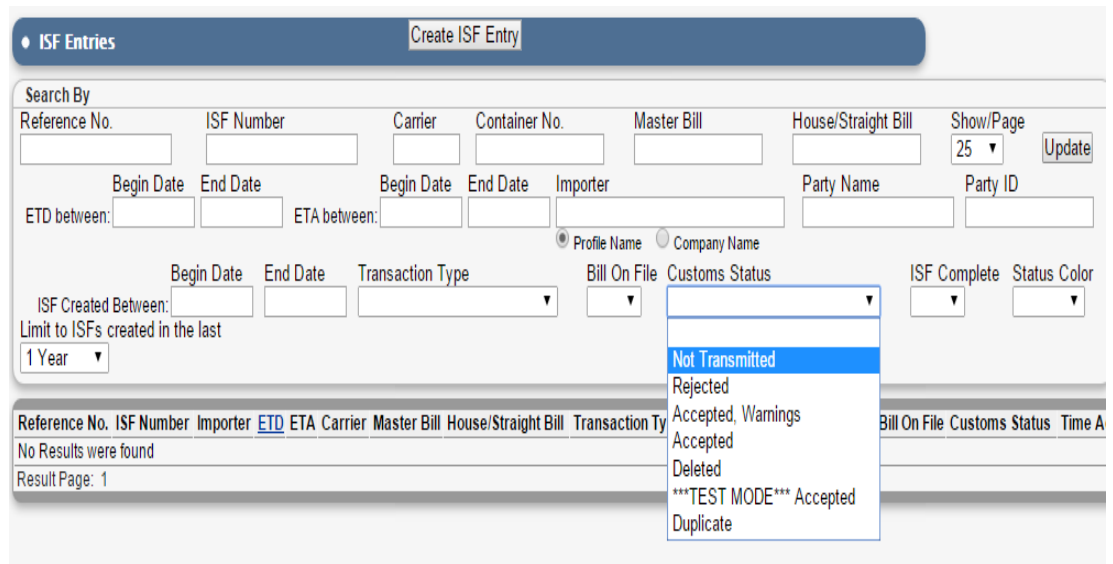 ISF Entries
Create ISF Entry
Search By
Reference No. ISF Number Carrier Container No. Master Bill House/Straight Bill Show/Page
25 Update
Begin Date End Date Begin Date End Date Importer Party Name Party ID
ETD between: ETA between:
Profile Name Company Name
Begin Date End Date Transaction Type Bill On File Customs Status ISF Complete Status Color
ISF Created Between:
Limit to ISFs created in the last
1 Year
Not Transmitted
Rejected
Accepted, Warnings
Accepted
Deleted
***TEST MODE*** Accepted
Duplicate
Reference No. ISF Number Importer ETD ETA Carrier Master Bill House/Straight Bill Transaction Ty Bill On File Customs Status Time A
No Results were found
Result Page: 1